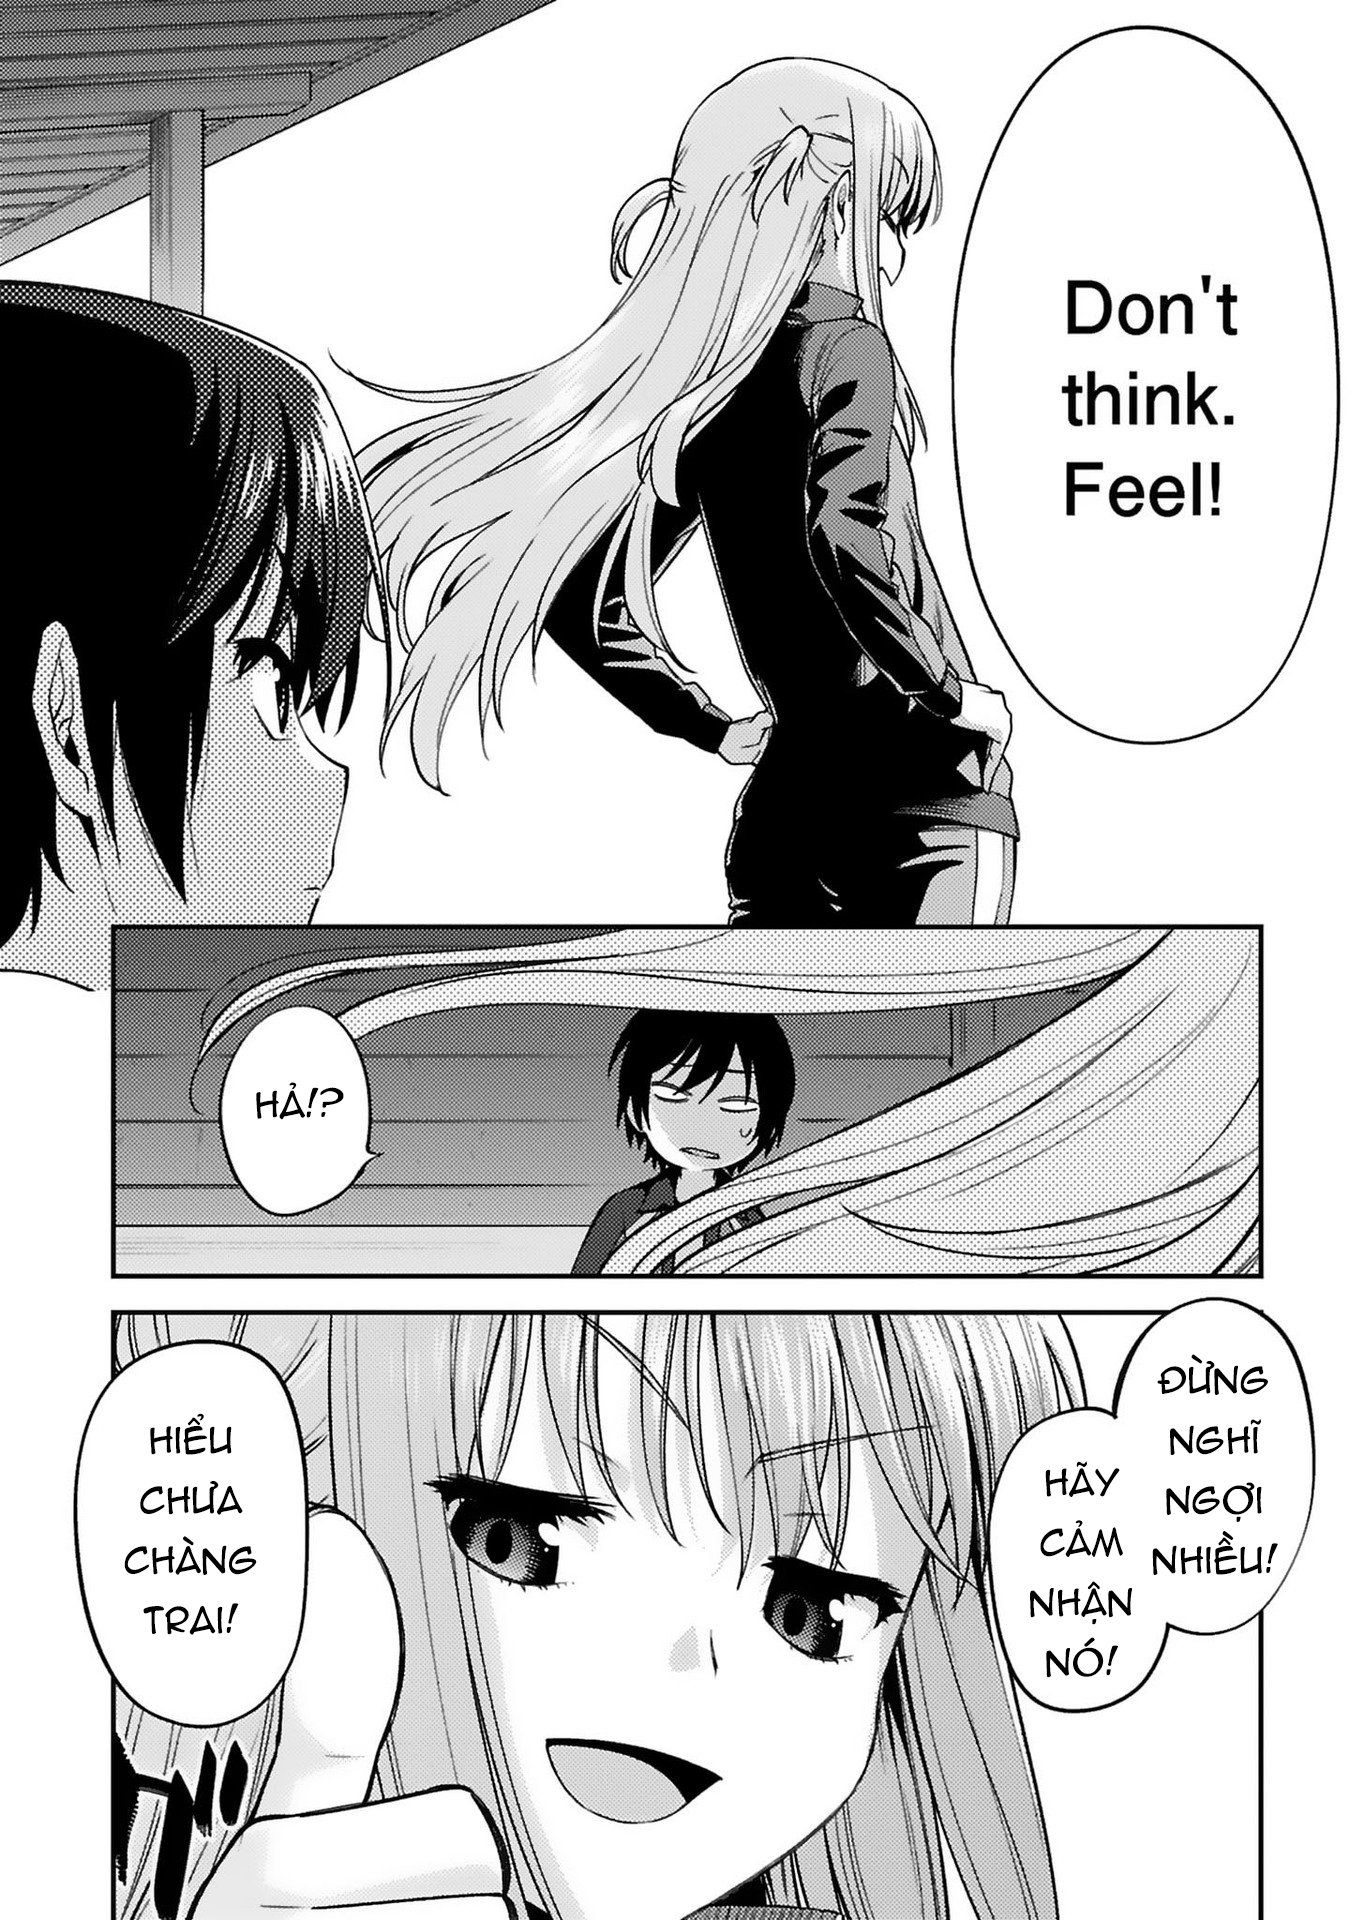 Don't
think.
Feel!
HẢ!?
ĐỪNG
NGHĨ
NGỢI
NHIỀU!
HÃY
CẢM
NHẬN
NÓ!
HIỂU
CHƯA
CHÀNG
TRAI!